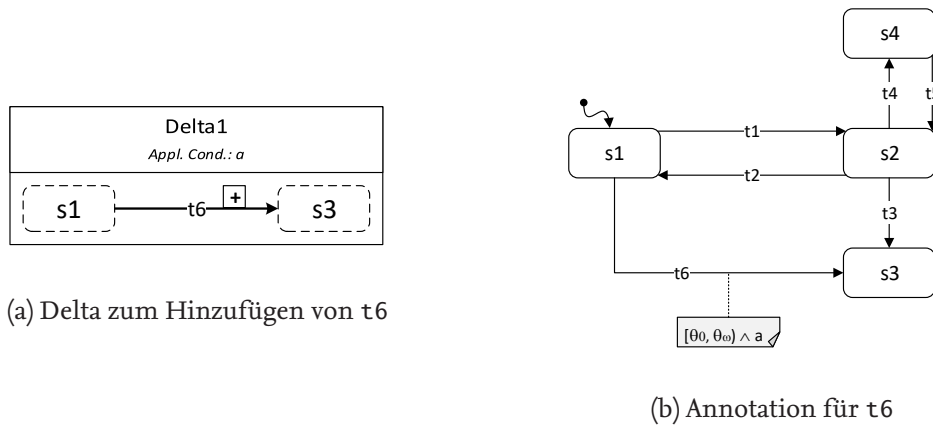 Delta1
Appl. Cond.: a
s1
t6
+
s3
(a) Delta zum Hinzufügen von t6
s4
t4
t5
s1
t1
s2
t2
t3
t6
s3
[θ0, θω) ∧ a
(b) Annotation für t6